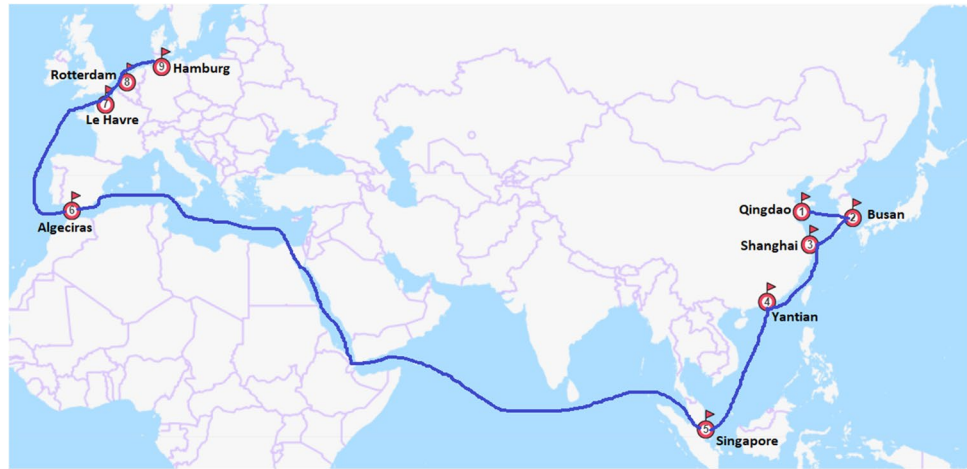 9
Hamburg
Rotterdam
8
7
Le Havre
6
Algeciras
Qingdao
1
2
Busan
Shanghai
3
4
Yantian
5
Singapore